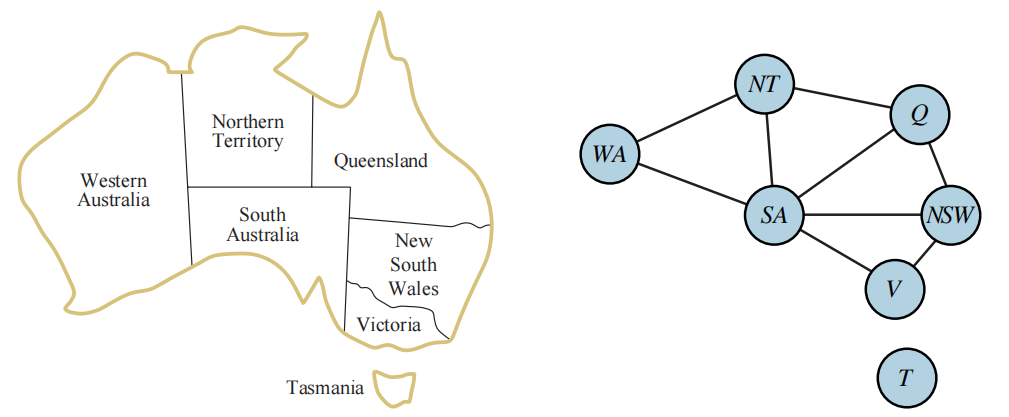 Northern
Territory
Queensland
Western
Australia
South
Australia
New
South
Wales
Victoria
Tasmania
NT
Q
WA
SA
NSW
V
T